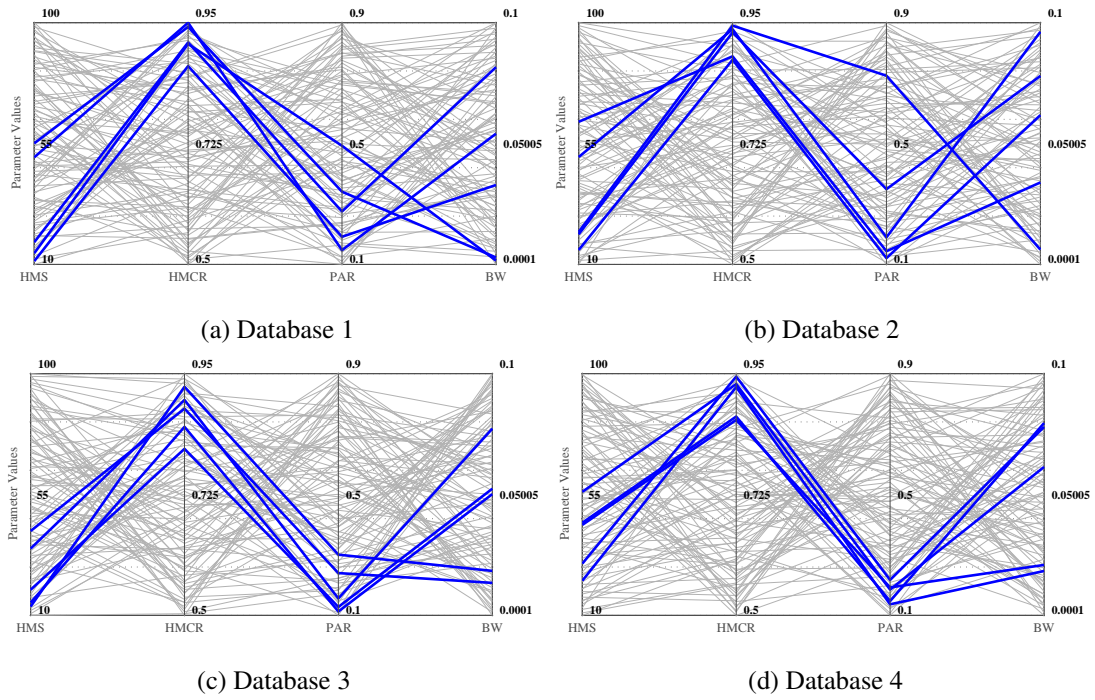 100 0.95 0.9 0.1
Parameter Values
55 0.725 0.5 0.05005
10 0.5 0.1 0.0001
HMS HMCR PAR BW
(a) Database 1
100 0.95 0.9 0.1
Parameter Values
55 0.725 0.5 0.05005
10 0.5 0.1 0.0001
HMS HMCR PAR BW
(b) Database 2
100 0.95 0.9 0.1
Parameter Values
55 0.725 0.5 0.05005
10 0.5 0.1 0.0001
HMS HMCR PAR BW
(c) Database 3
100 0.95 0.9 0.1
Parameter Values
55 0.725 0.5 0.05005
10 0.5 0.1 0.0001
HMS HMCR PAR BW
(d) Database 4